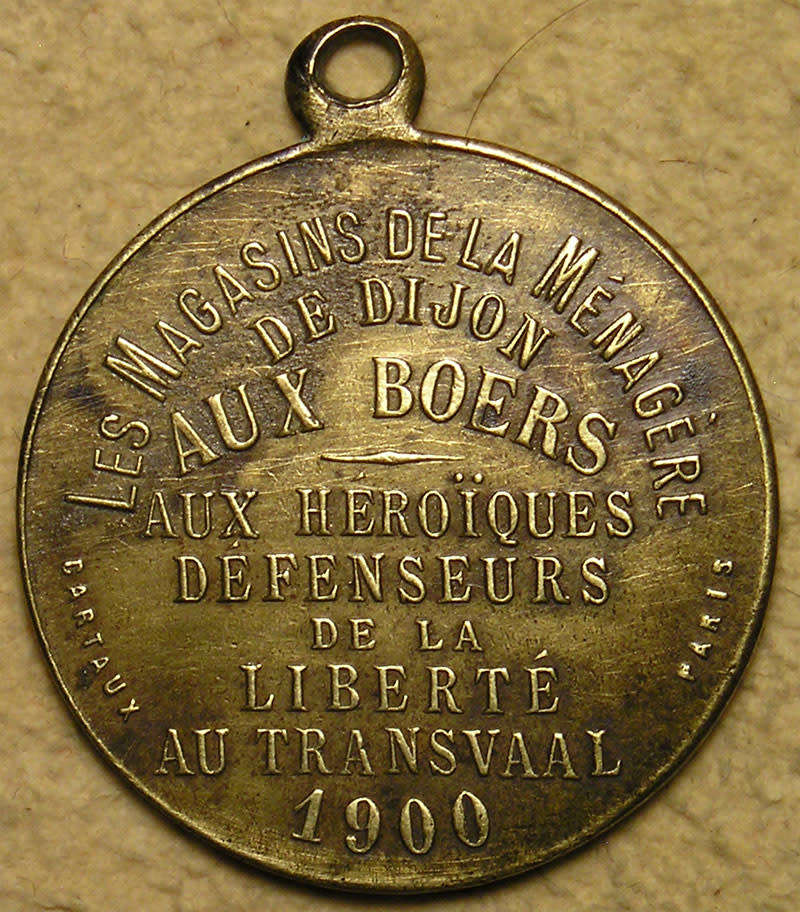 LES MAGASINS DE LA MÉNAGÈRE
DE DIJON
AUX BOERS
AUX HÉROÏQUES
DÉFENSEURS
DE LA
LIBERTÉ
AU TRANSVAAL
1900
CARTAUX
PARIS